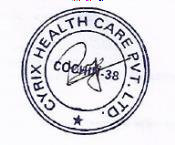 CYRIX HEALTH CARE PVT. LTD.
COCHIN-38